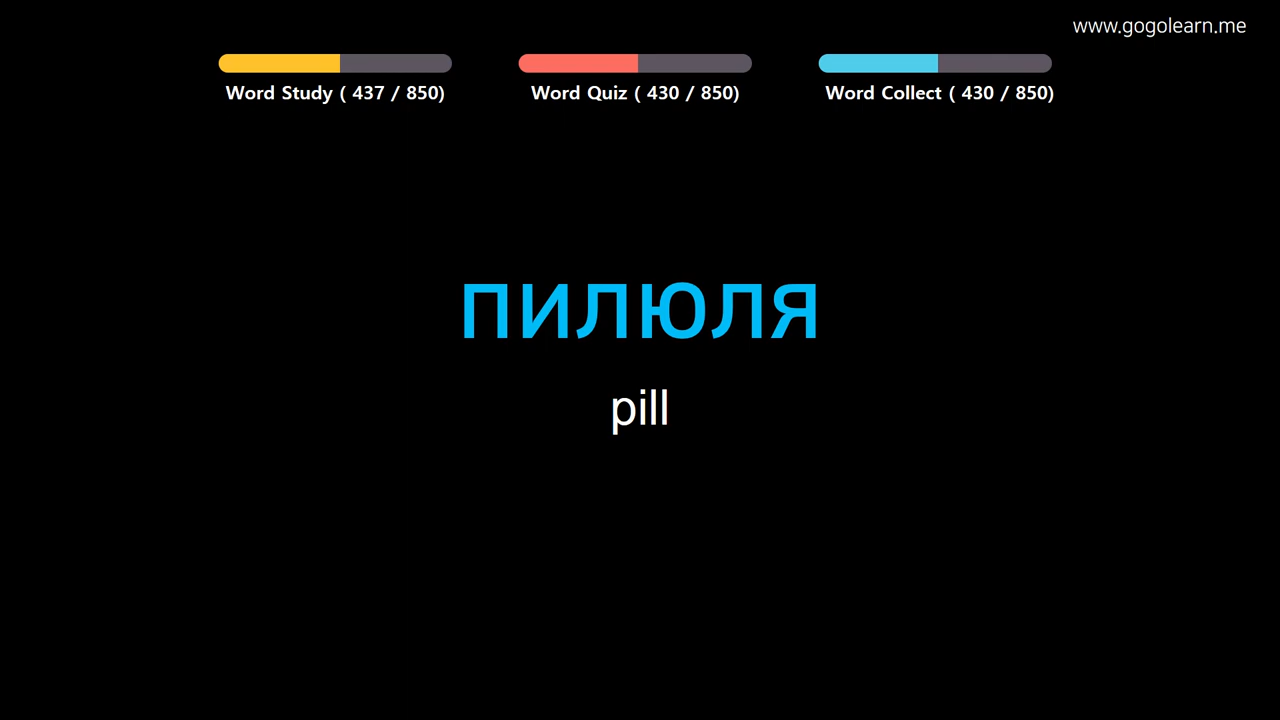 www.gogolearn.me
Word Study ( 437 / 850)
Word Quiz ( 430 / 850)
Word Collect ( 430 / 850)
пилюля
pill